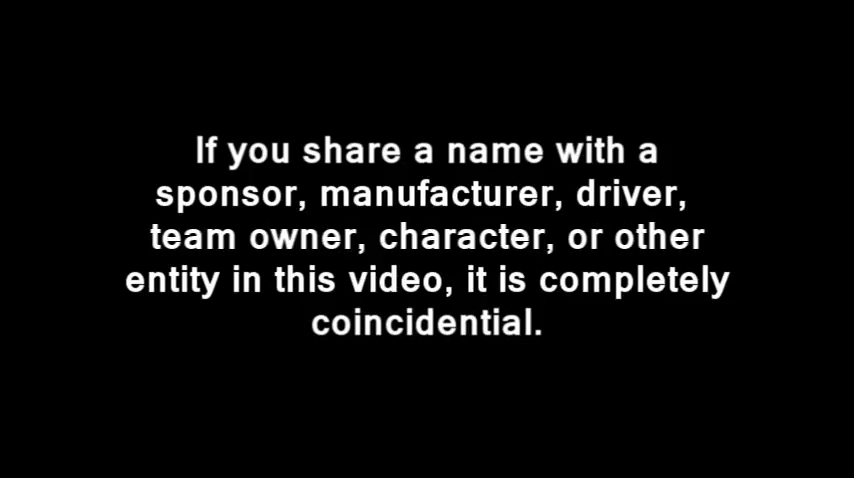 If you share a name with a
sponsor, manufacturer, driver,
team owner, character, or other
entity in this video, it is completely
coincidential.